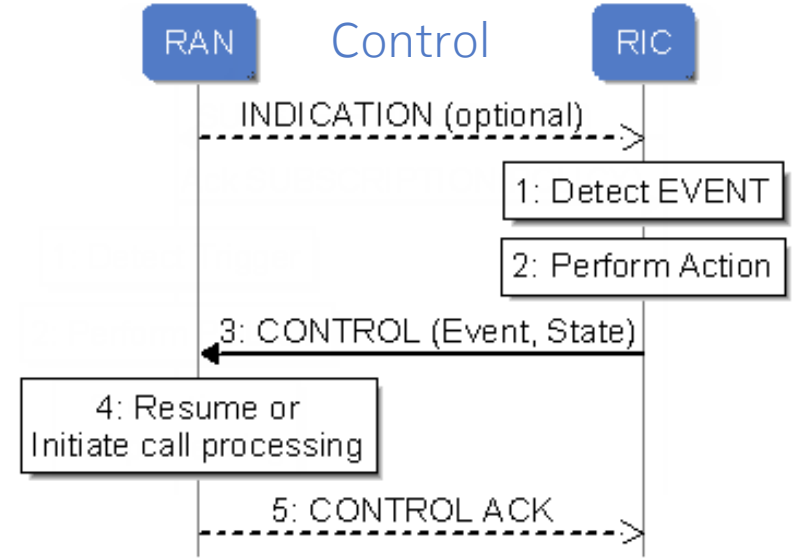 RAN
Control
RIC
INDICATION (optional)
1: Detect EVENT
2: Perform Action
3: CONTROL (Event, State)
4: Resume or
Initiate call processing
5: CONTROL ACK